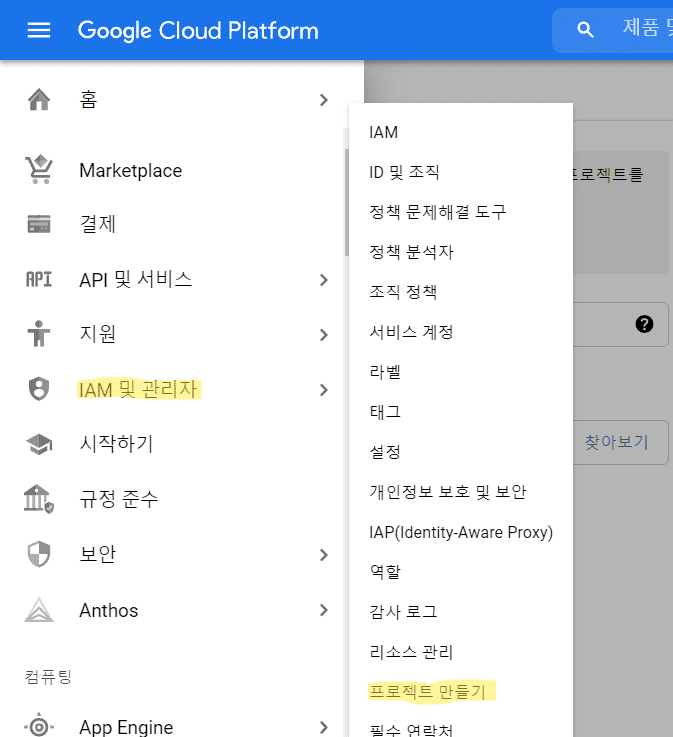 Google Cloud Platform
제품 및
홈
Marketplace
결제
API API 및 서비스
지원
IAM 및 관리자
시작하기
규정 준수
보안
Anthos
컴퓨팅
App Engine
IAM
ID 및 조직
정책 문제해결 도구
정책 분석자
조직 정책
서비스 계정
라벨
태그
설정
개인정보 보호 및 보안
IAP(Identity-Aware Proxy)
역할
감사 로그
리소스 관리
프로젝트 만들기
필수 연락처
프로젝트를
찾아보기